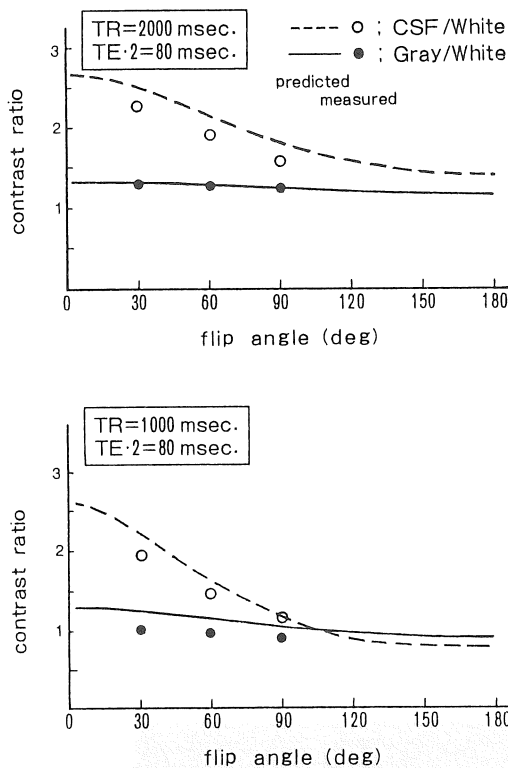 TR=2000 msec.
TE·2=80 msec.
○ ; CSF/White
● ; Gray/White
predicted
measured
contrast ratio
3
2
1
0 30 60 90 120 150 180
flip angle (deg)
TR=1000 msec.
TE·2=80 msec.
contrast ratio
3
2
1
0 30 60 90 120 150 180
flip angle (deg)